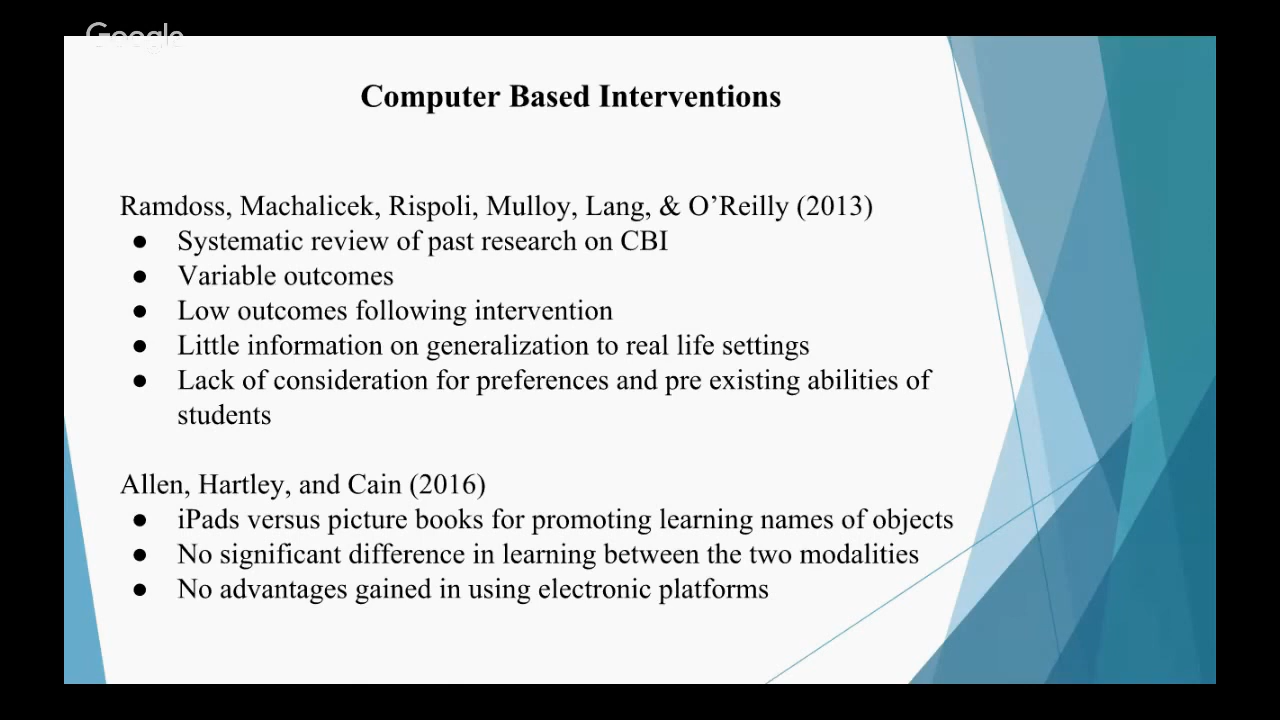 Google
Computer Based Interventions
Ramdoss, Machalicek, Rispoli, Mulloy, Lang, & O’Reilly (2013)
● Systematic review of past research on CBI
● Variable outcomes
● Low outcomes following intervention
● Little information on generalization to real life settings
● Lack of consideration for preferences and pre existing abilities of
students
Allen, Hartley, and Cain (2016)
● iPads versus picture books for promoting learning names of objects
● No significant difference in learning between the two modalities
● No advantages gained in using electronic platforms